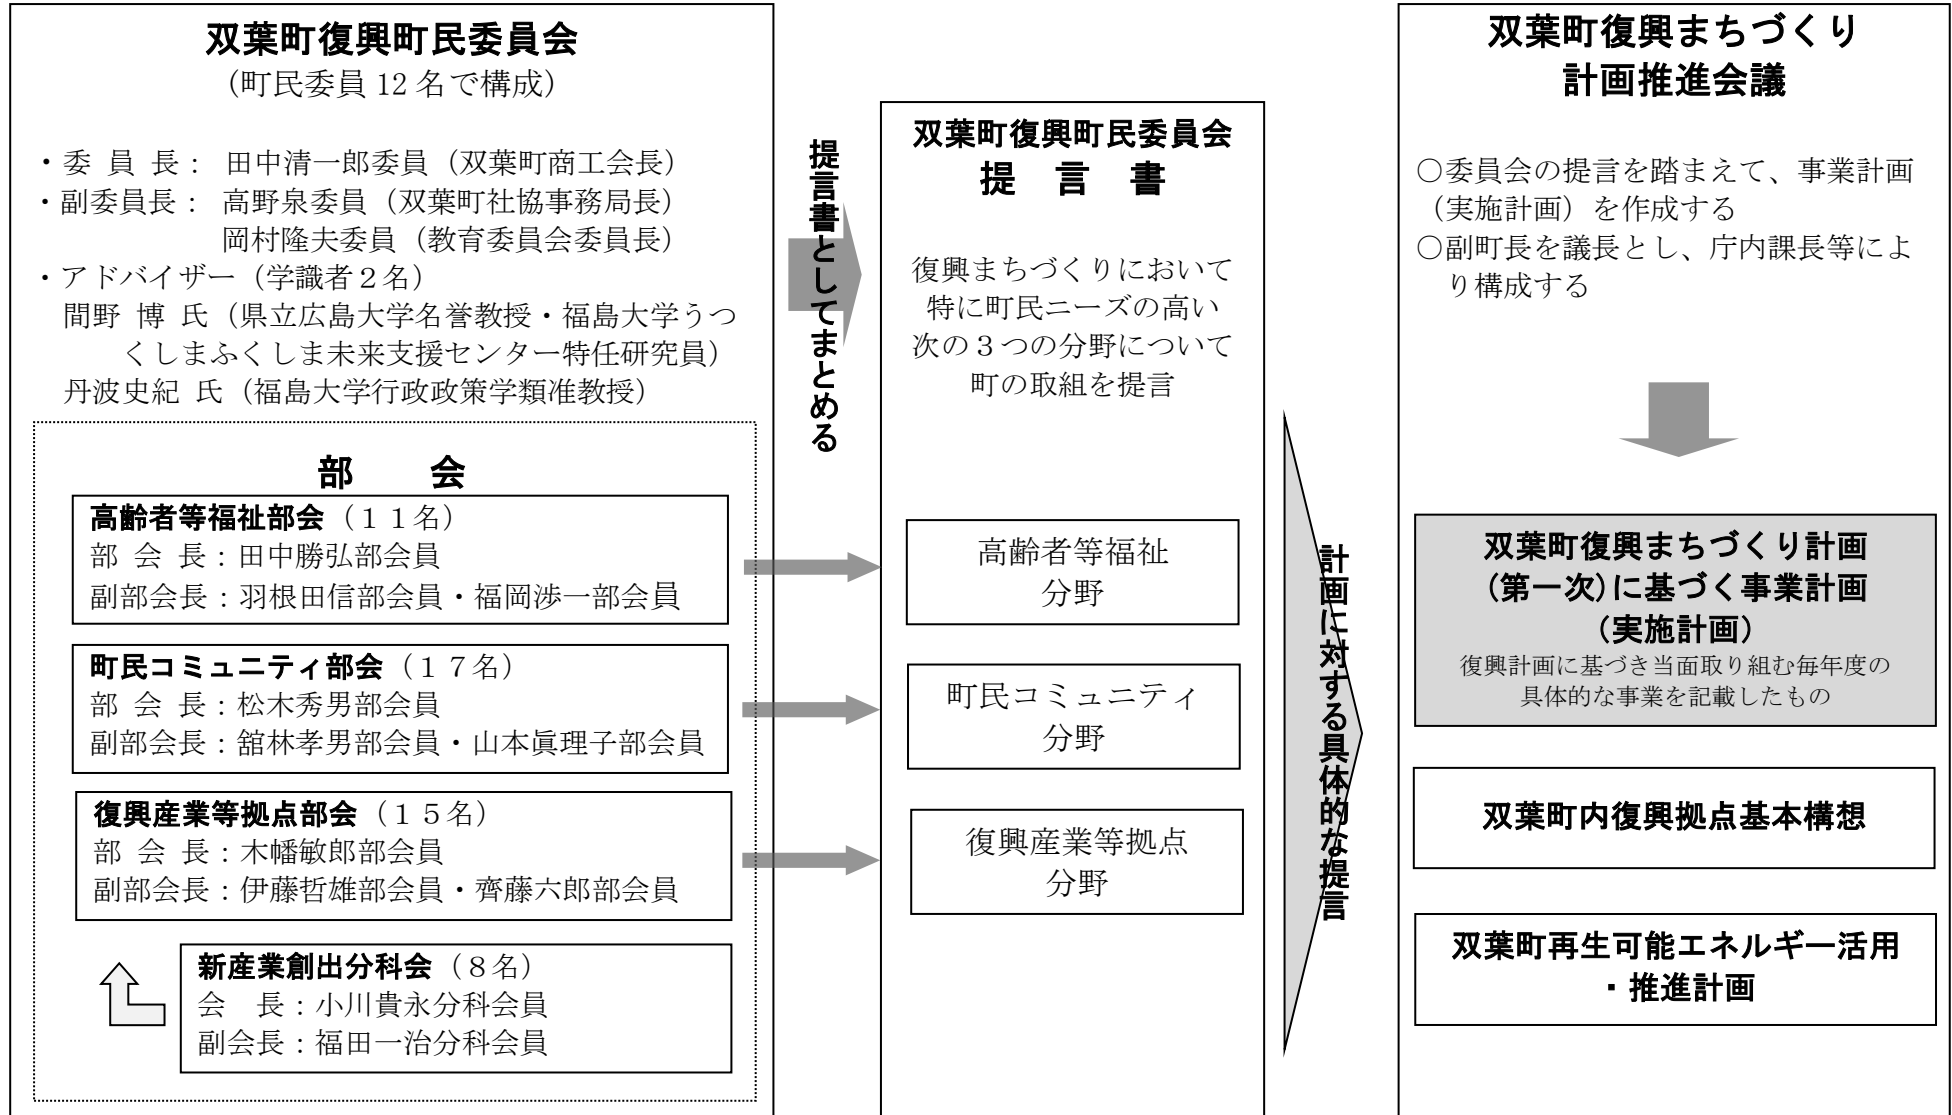 双葉町復興町民委員会
(町民委員 12 名で構成)
・委 員 長： 田中清一郎委員（双葉町商工会長）
・副委員長： 高野泉委員（双葉町社協事務局長）
岡村隆夫委員（教育委員会委員長）
・アドバイザー（学識者２名）
間野 博 氏（県立広島大学名誉教授・福島大学うつ
くしまふくしま未来支援センター特任研究員）
丹波史紀 氏（福島大学行政政策学類准教授）
部　会
高齢者等福祉部会（１１名）
部 会 長：田中勝弘部会員
副部会長：羽根田信部会員・福岡渉一部会員
町民コミュニティ部会（１７名）
部 会 長：松木秀男部会員
副部会長：舘林孝男部会員・山本眞理子部会員
復興産業等拠点部会（１５名）
部 会 長：木幡敏郎部会員
副部会長：伊藤哲雄部会員・齊藤六郎部会員
新産業創出分科会（８名）
会　長：小川貴永分科会員
副会長：福田一治分科会員
提言書としてまとめる
双葉町復興町民委員会
提 言 書
復興まちづくりにおいて
特に町民ニーズの高い
次の３つの分野について
町の取組を提言
高齢者等福祉
分野
町民コミュニティ
分野
復興産業等拠点
分野
計画に対する具体的な提言
双葉町復興まちづくり
計画推進会議
○委員会の提言を踏まえて、事業計画
（実施計画）を作成する
○副町長を議長とし、庁内課長等によ
り構成する
双葉町復興まちづくり計画
(第一次)に基づく事業計画
（実施計画）
復興計画に基づき当面取り組む毎年度の
具体的な事業を記載したもの
双葉町内復興拠点基本構想
双葉町再生可能エネルギー活用
・推進計画